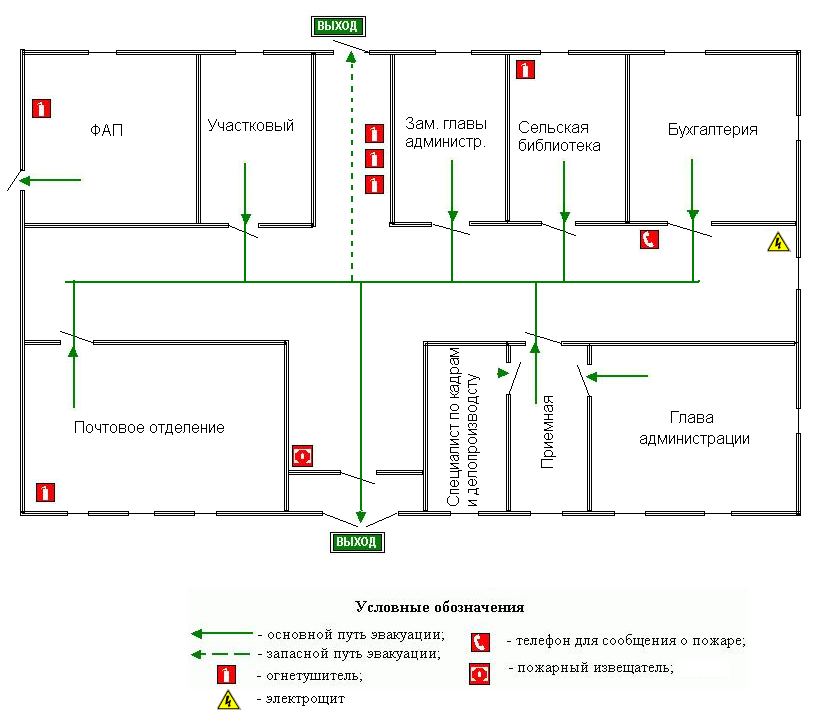 ВЫХОД
ФАП
Участковый
Зам. главы
администр.
Сельская
библиотека
Бухгалтерия
Почтовое отделение
Специалист по кадрам
и делопроизводсту
Приемная
Глава
администрации
ВЫХОД
Условные обозначения
- основной путь эвакуации;
- запасной путь эвакуации;
- огнетушитель;
- электрощит
- телефон для сообщения о пожаре;
- пожарный извещатель;